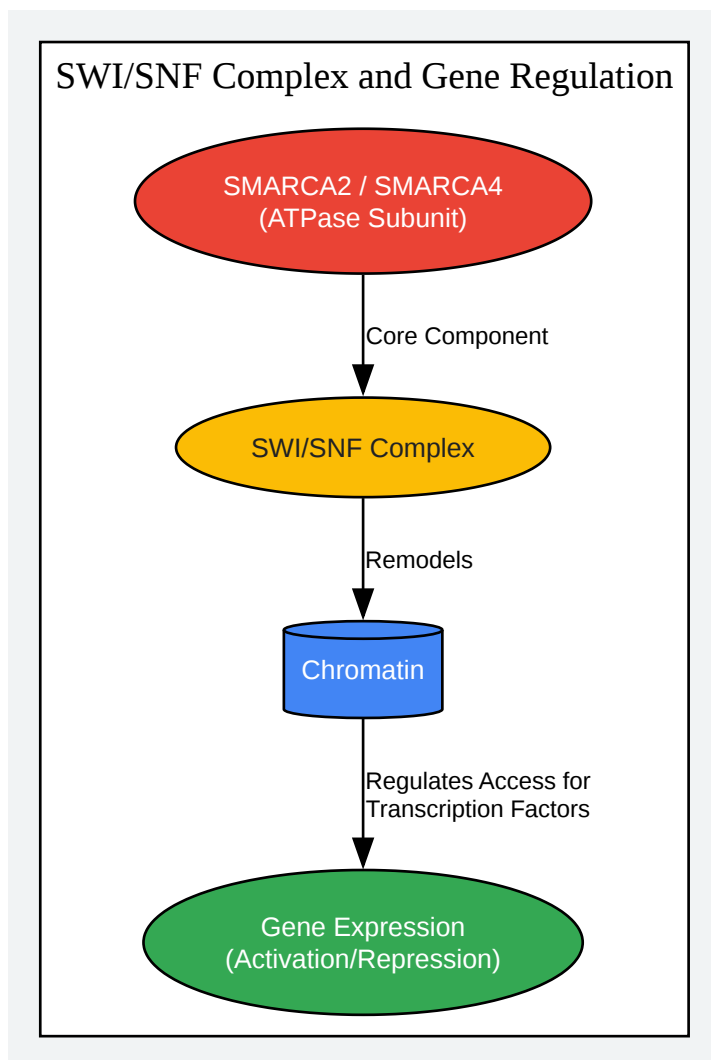 SWI/SNF Complex and Gene Regulation
SMARCA2 / SMARCA4
(ATPase Subunit)
Core Component
SWI/SNF Complex
Remodels
Chromatin
Regulates Access for
Transcription Factors
Gene Expression
(Activation/Repression)